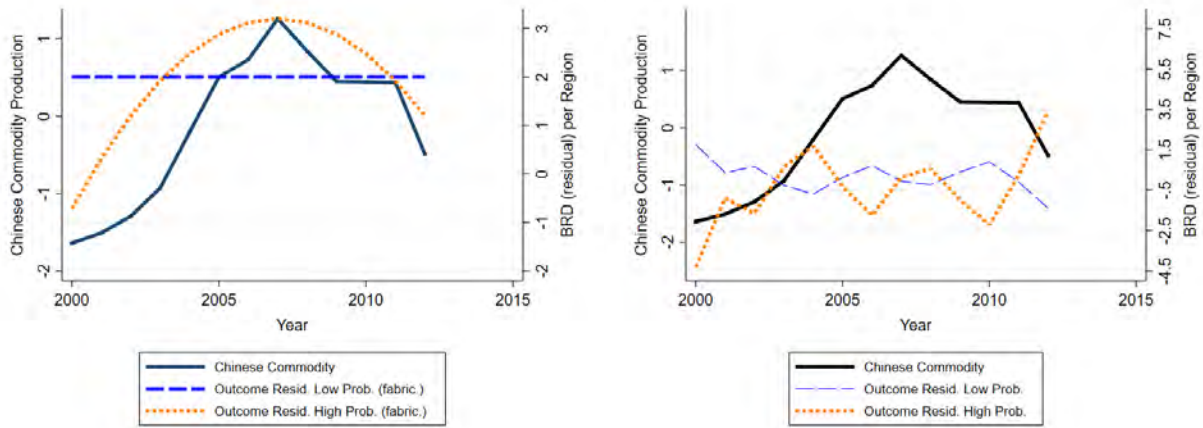 Chinese Commodity Production
1
0
-1
-2
3
2
1
0
-1
-2
BRD (residual) per Region
2000
2005
2010
2015
Year
Chinese Commodity
Outcome Resid. Low Prob. (fabric.)
Outcome Resid. High Prob. (fabric.)
Chinese Commodity Production
1
0
-1
-2
7.5
5.5
3.5
1.5
-.5
-2.5
-4.5
BRD (residual) per Region
2000
2005
2010
2015
Year
Chinese Commodity
Outcome Resid. Low Prob.
Outcome Resid. High Prob.